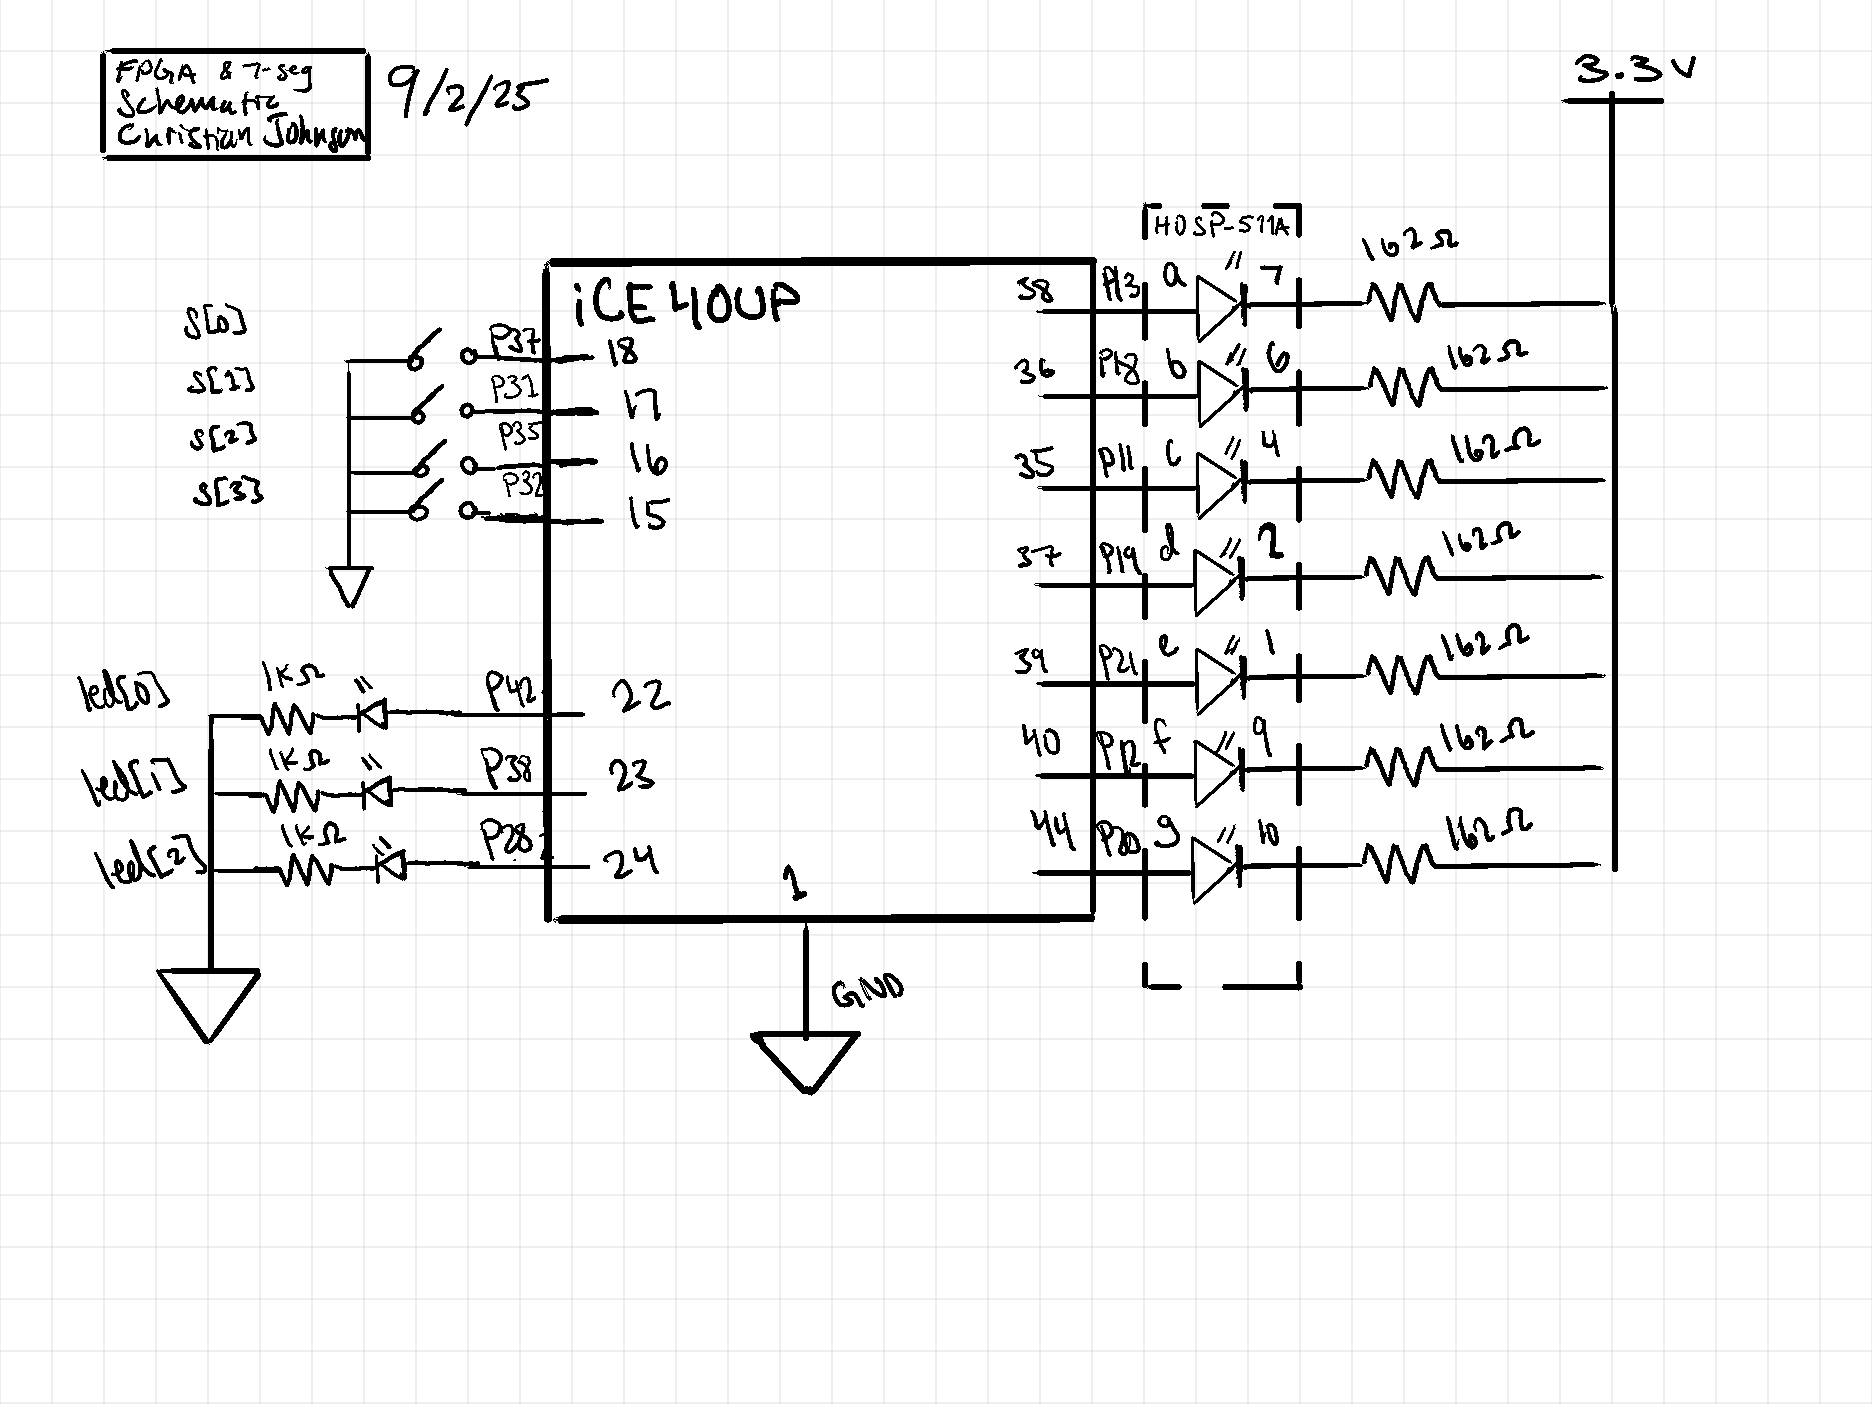 FPGA & 7-seg
Schematic
Christian Johnson
9/2/25
3.3 V
HDSP-511A
iCE 40UP
S[0]
P37
18
S[1]
P31
17
S[2]
P35
16
S[3]
P32
15
led[0]
1KΩ
P42
22
led[1]
1KΩ
P38
23
led[2]
1KΩ
P28
24
1
GND
38 P13 a 7 162Ω
36 P18 b 6 162Ω
35 P11 c 4 162Ω
37 P19 d 2 162Ω
39 P21 e 1 162Ω
40 P12 f 9 162Ω
44 P20 g 10 162Ω